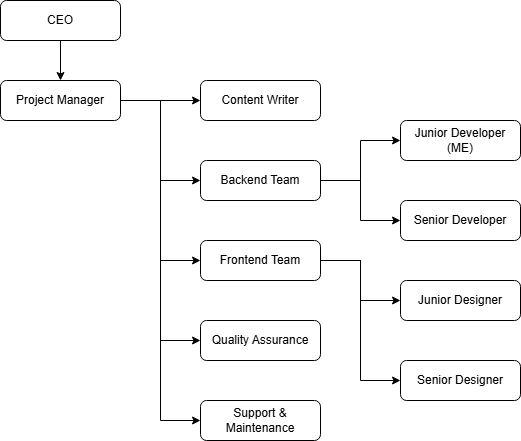 CEO
Project Manager
Content Writer
Junior Developer
(ME)
Backend Team
Senior Developer
Frontend Team
Junior Designer
Quality Assurance
Senior Designer
Support &
Maintenance